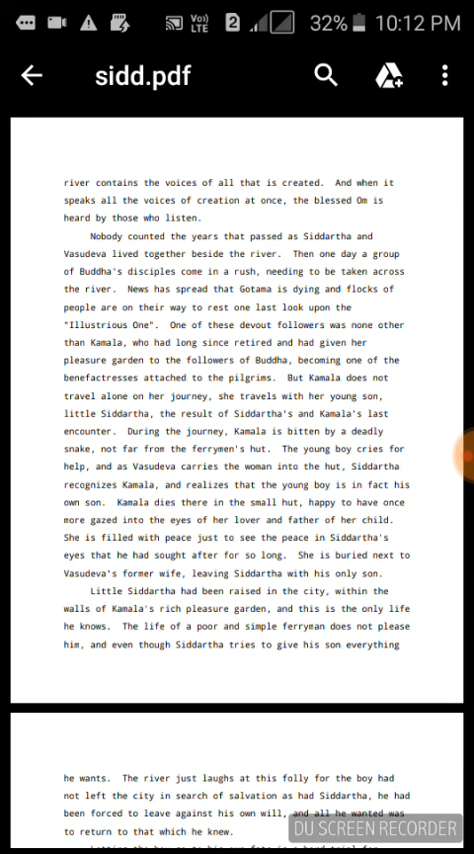 Vo)
LTE
2
32%
10:12 PM
sidd.pdf
river contains the voices of all that is created.  And when it
speaks all the voices of creation at once, the blessed Om is
heard by those who listen.
Nobody counted the years that passed as Siddartha and
Vasudeva lived together beside the river.  Then one day a group
of Buddha's disciples come in a rush, needing to be taken across
the river.  News has spread that Gotama is dying and flocks of
people are on their way to rest one last look upon the
"Illustrious One".  One of these devout followers was none other
than Kamala, who had long since retired and had given her
pleasure garden to the followers of Buddha, becoming one of the
benefactresses attached to the pilgrims.  But Kamala does not
travel alone on her journey, she travels with her young son,
little Siddartha, the result of Siddartha's and Kamala's last
encounter.  During the journey, Kamala is bitten by a deadly
snake, not far from the ferrymen's hut.  The young boy cries for
help, and as Vasudeva carries the woman into the hut, Siddartha
recognizes Kamala, and realizes that the young boy is in fact his
own son.  Kamala dies there in the small hut, happy to have once
more gazed into the eyes of her lover and father of her child.
She is filled with peace just to see the peace in Siddartha's
eyes that he had sought after for so long.  She is buried next to
Vasudeva's former wife, leaving Siddartha with his only son.
Little Siddartha had been raised in the city, within the
walls of Kamala's rich pleasure garden, and this is the only life
he knows.  The life of a poor and simple ferryman does not please
him, and even though Siddartha tries to give his son everything
he wants.  The river just laughs at this folly for the boy had
not left the city in search of salvation as had Siddartha, he had
been forced to leave against his own will, and all he wanted was
to return to that which he knew.
DU SCREEN RECORDER